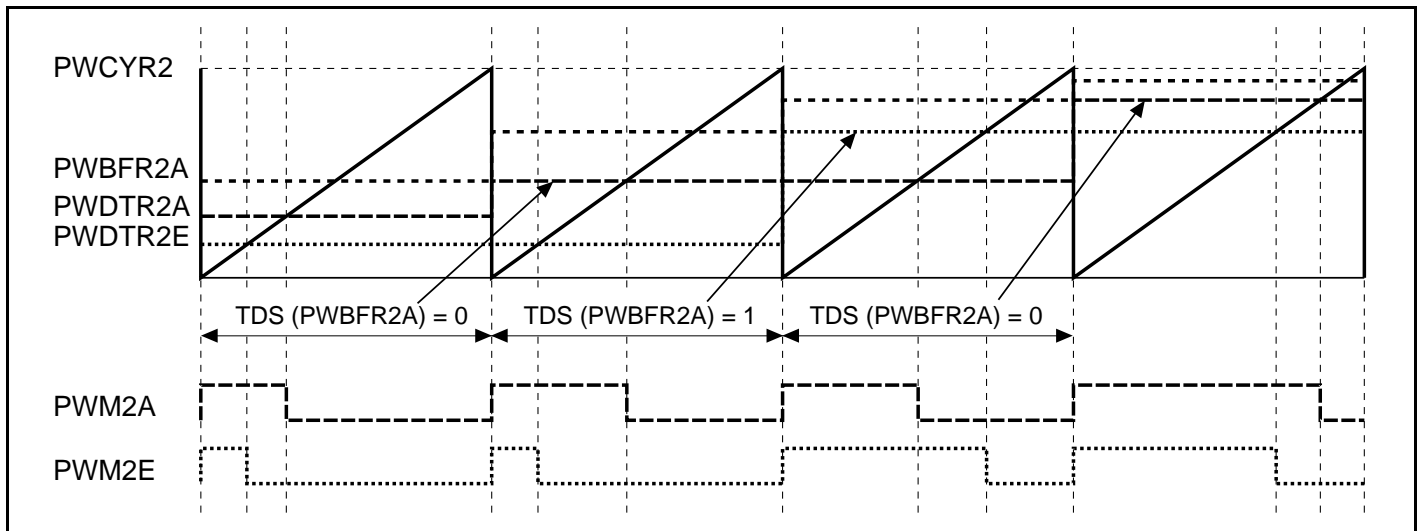 PWCYR2
PWBFR2A
PWDTR2A
PWDTR2E
TDS (PWBFR2A) = 0 TDS (PWBFR2A) = 1 TDS (PWBFR2A) = 0
PWM2A
PWM2E